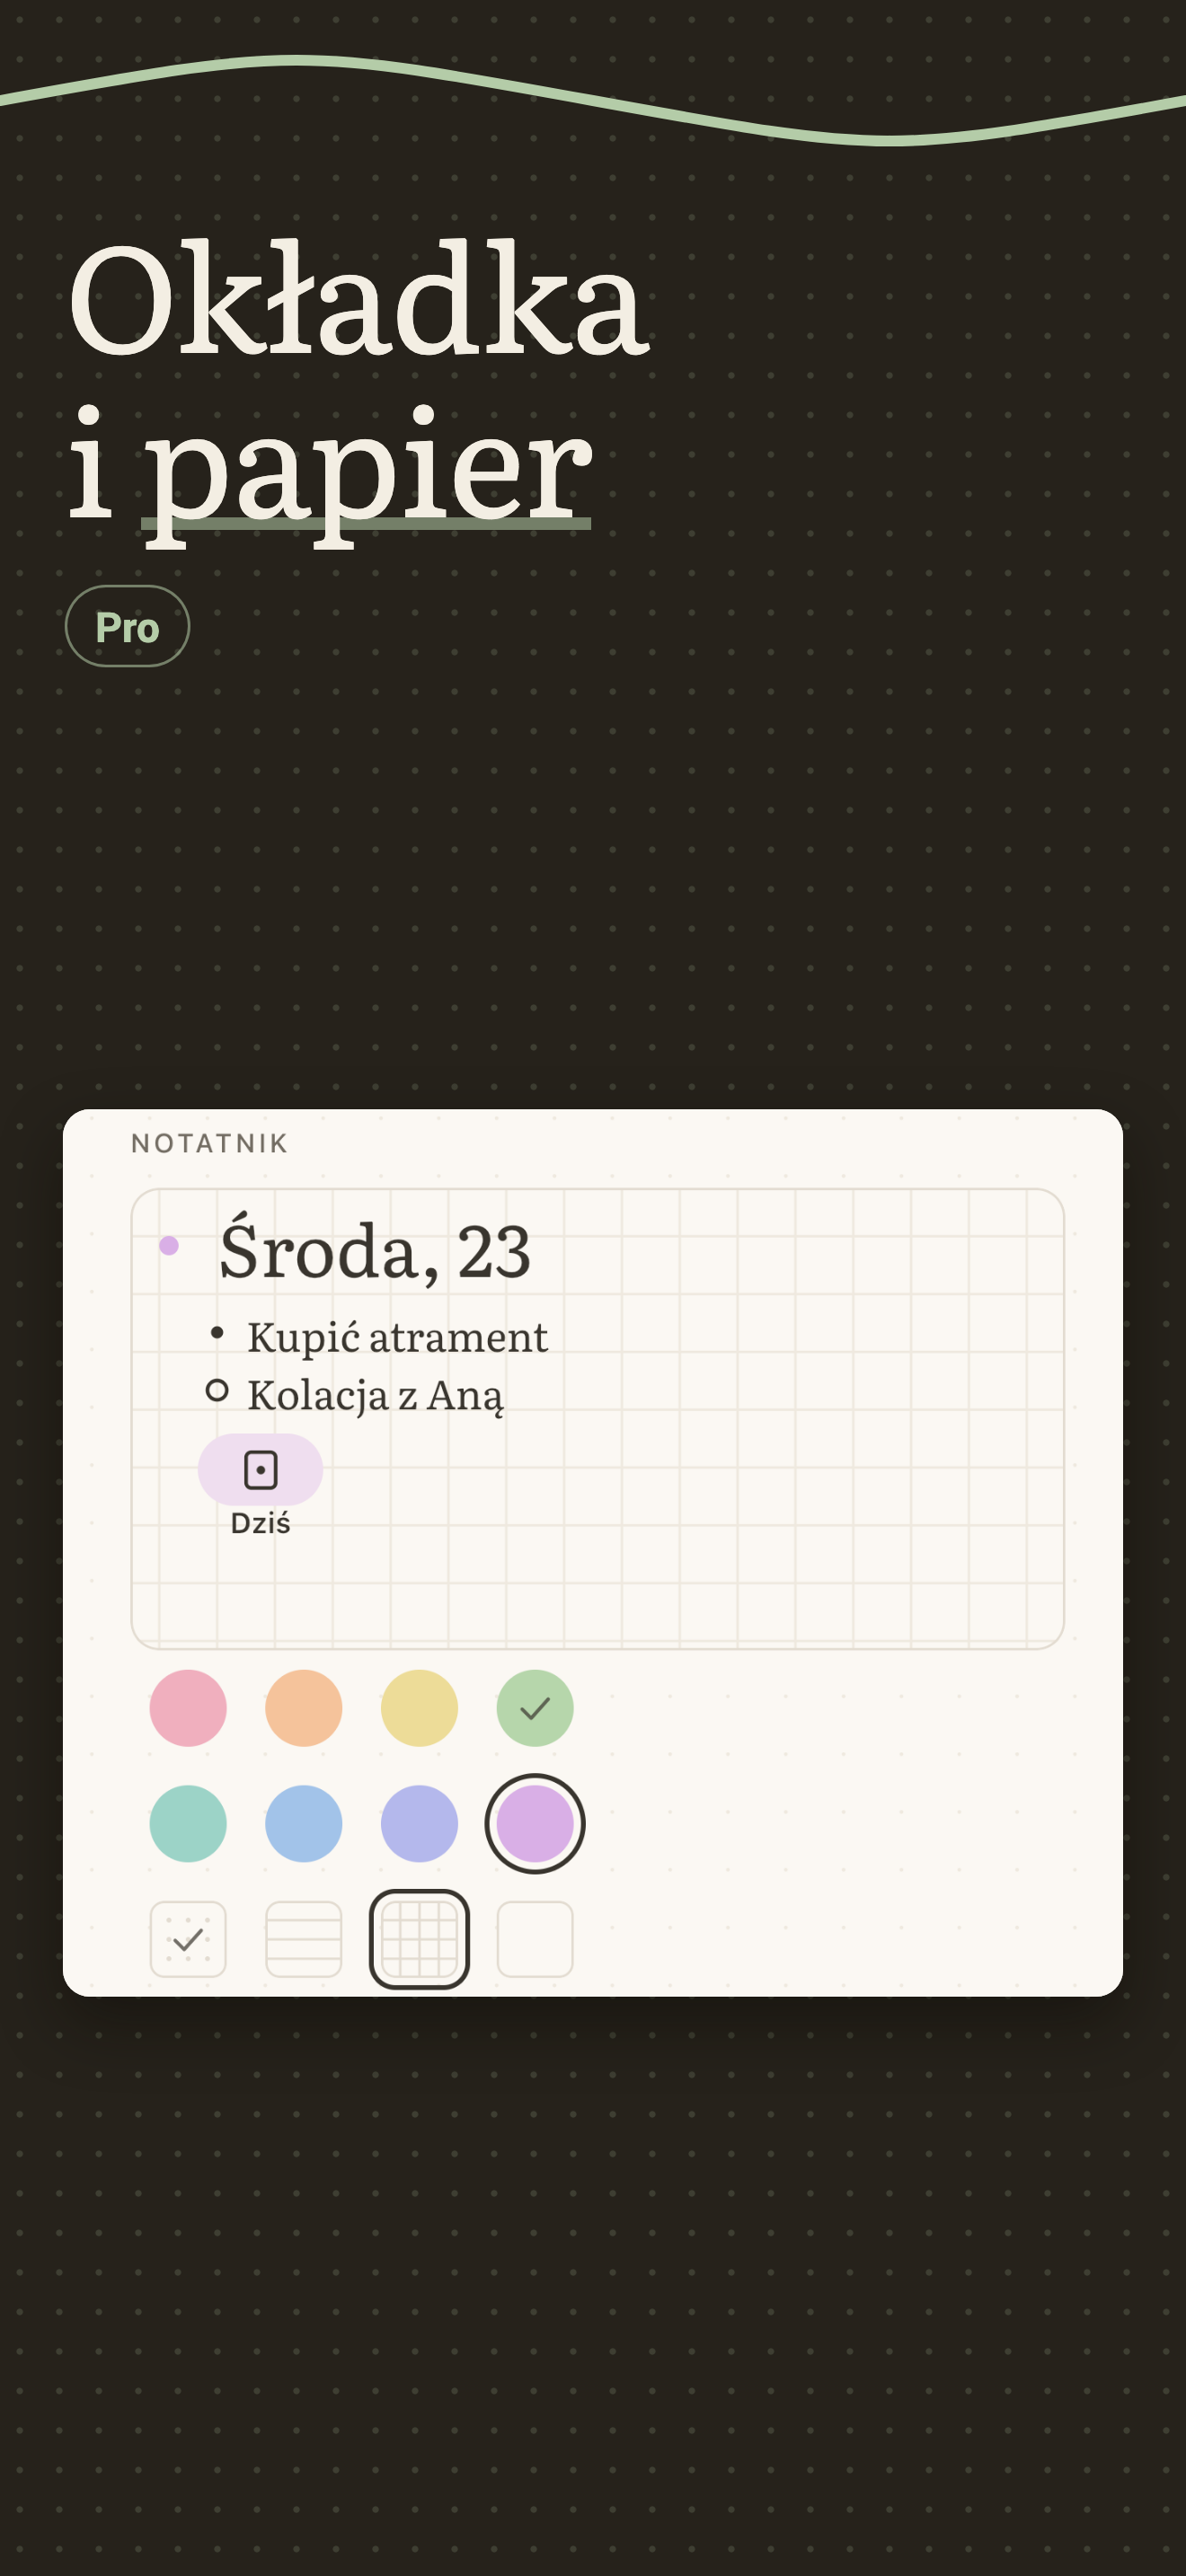 Okładka
i papier
Pro
NOTATNIK
Środa, 23
Kupić atrament
Kolacja z Aną
Dziś